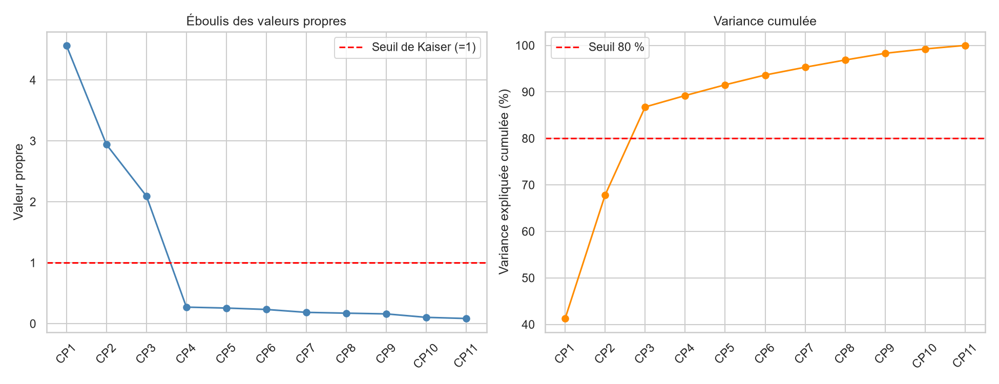 Éboulis des valeurs propres
Seuil de Kaiser (=1)
Valeur propre
4
3
2
1
0
CP1
CP2
CP3
CP4
CP5
CP6
CP7
CP8
CP9
CP10
CP11
Variance cumulée
Seuil 80 %
Variance expliquée cumulée (%)
100
90
80
70
60
50
40
CP1
CP2
CP3
CP4
CP5
CP6
CP7
CP8
CP9
CP10
CP11